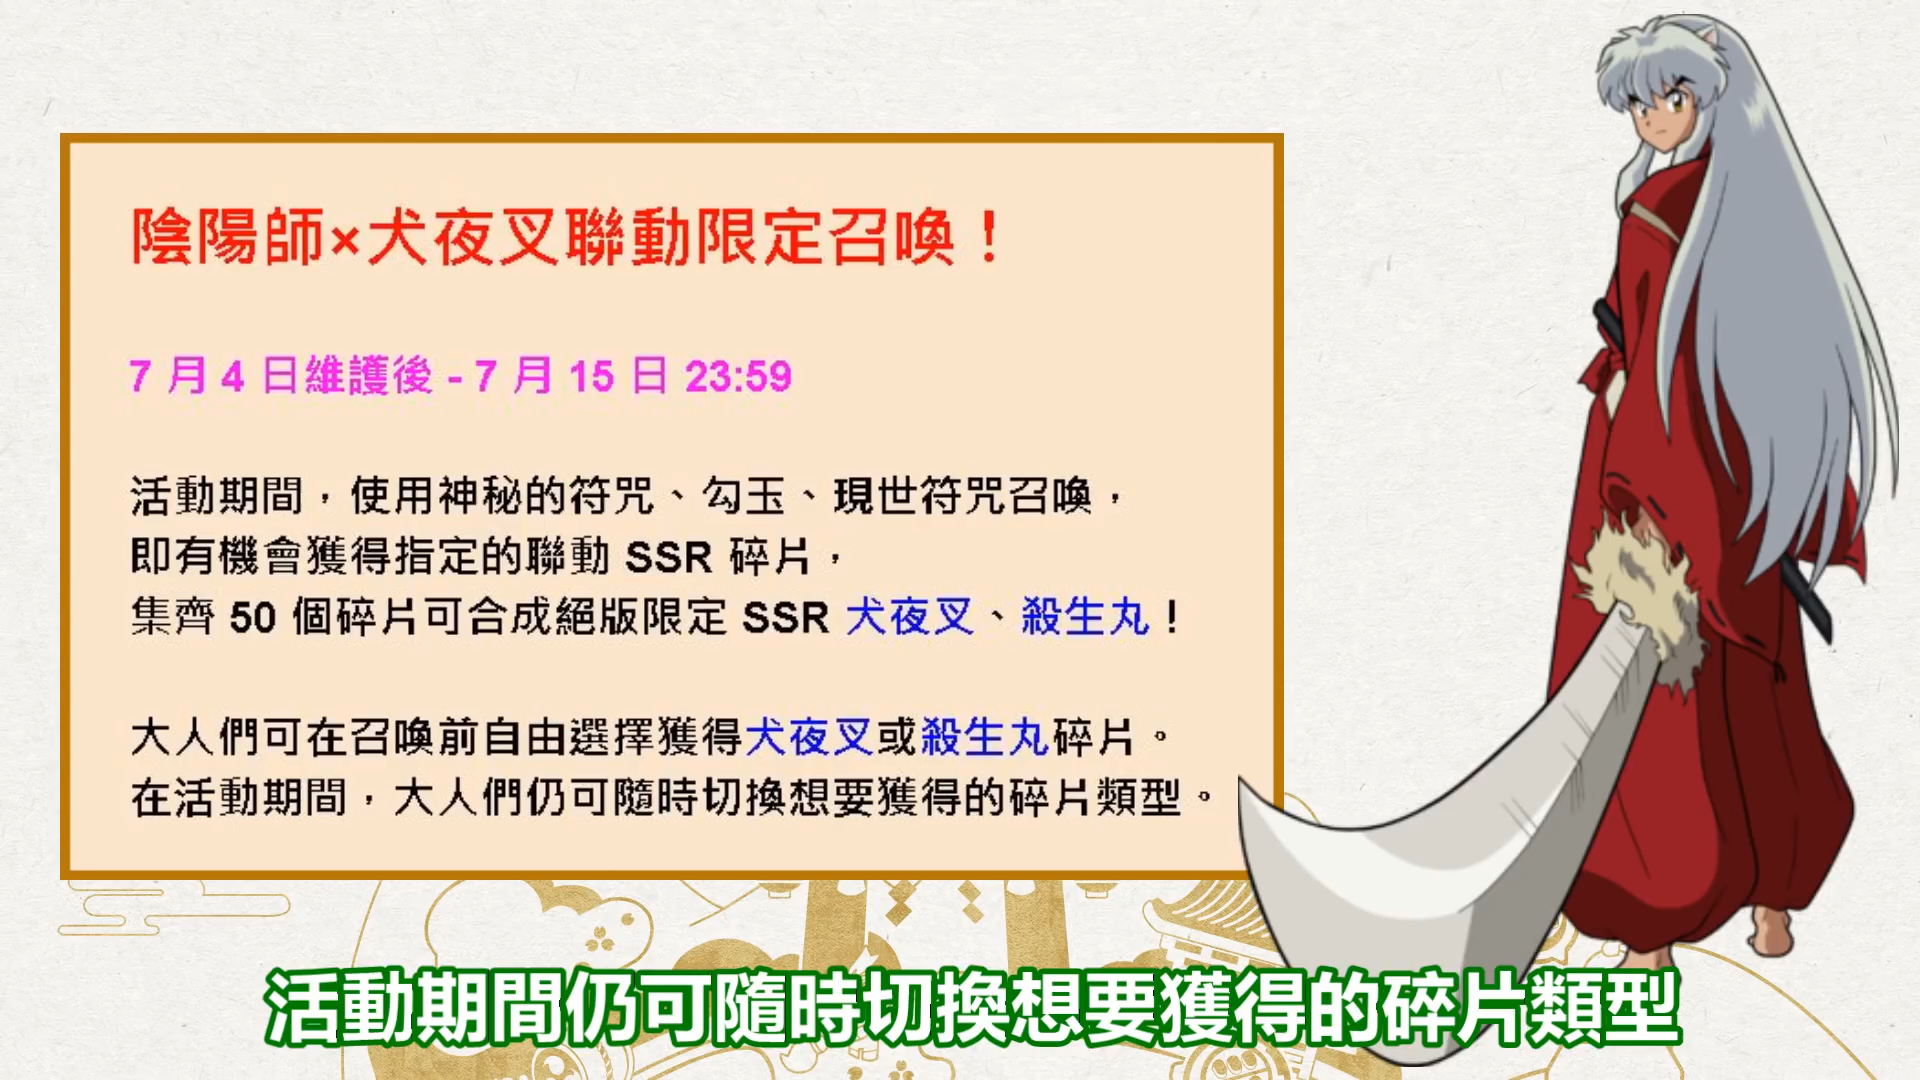 陰陽師×犬夜叉聯動限定召喚！
7 月 4 日維護後 - 7 月 15 日 23:59
活動期間，使用神秘的符咒、勾玉、現世符咒召喚，
即有機會獲得指定的聯動 SSR 碎片，
集齊 50 個碎片可合成絕版限定 SSR 犬夜叉、殺生丸！
大人們可在召喚前自由選擇獲得犬夜叉或殺生丸碎片。
在活動期間，大人們仍可隨時切換想要獲得的碎片類型。
活動期間仍可隨時切換想要獲得的碎片類型